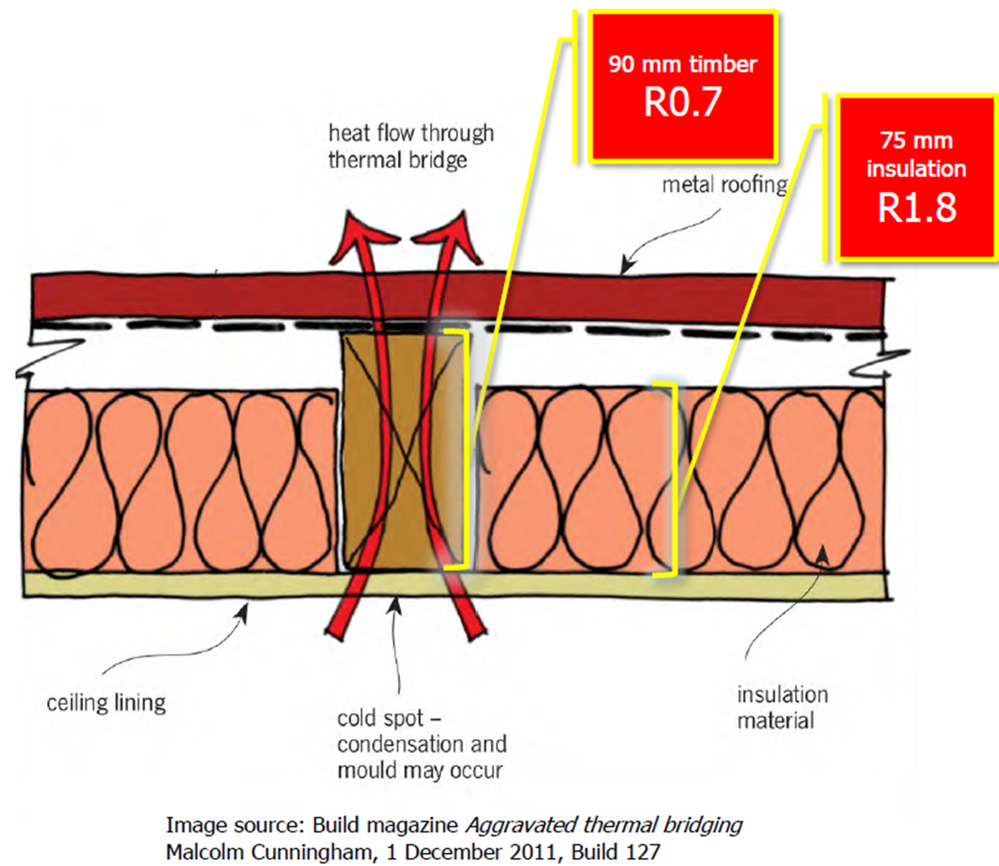 90 mm timber
R0.7
75 mm
insulation
R1.8
heat flow through
thermal bridge
metal roofing
ceiling lining
cold spot –
condensation and
mould may occur
insulation
material
Image source: Build magazine Aggravated thermal bridging
Malcolm Cunningham, 1 December 2011, Build 127